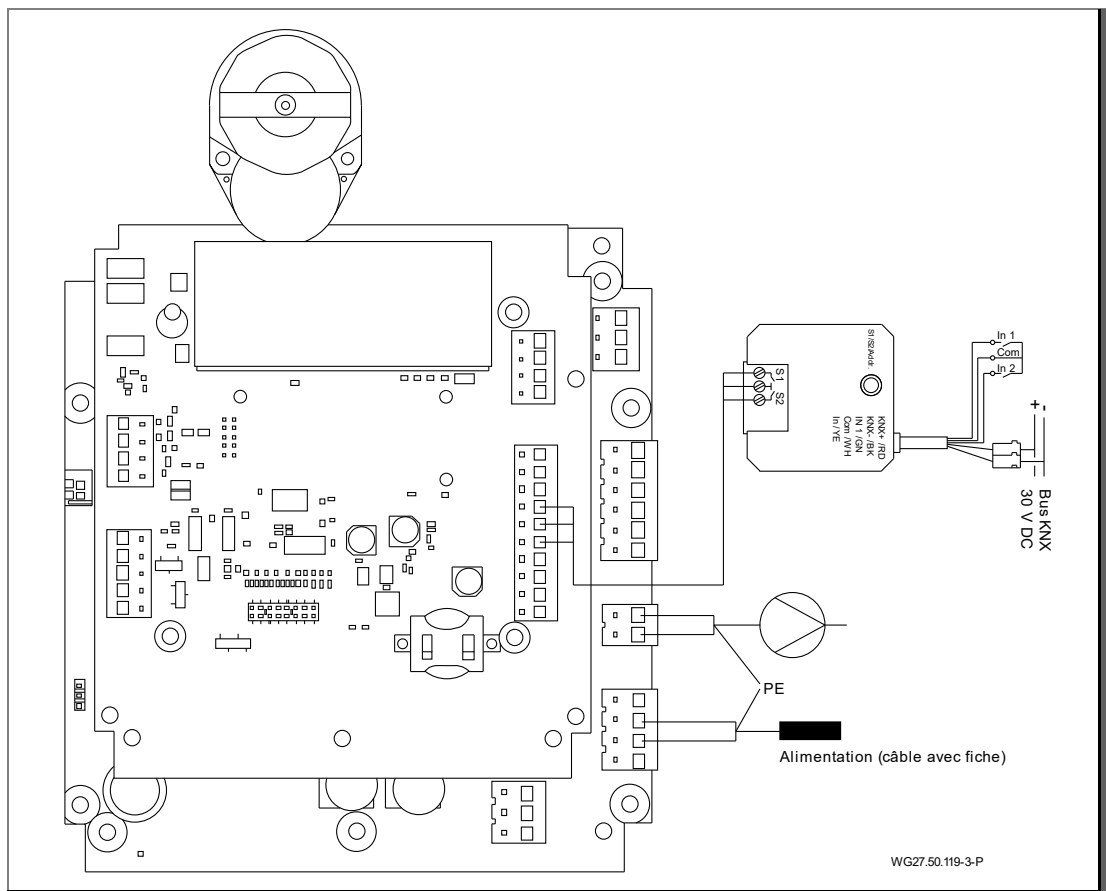 S1/S2/Addr.
S1
S2
KNX+ /RD
KNX- /BK
IN 1 /GN
Com /WH
In /YE
In 1
Com
In 2
+ -
Bus KNX
30 V DC
PE
Alimentation (câble avec fiche)
WG27.50.119-3-P